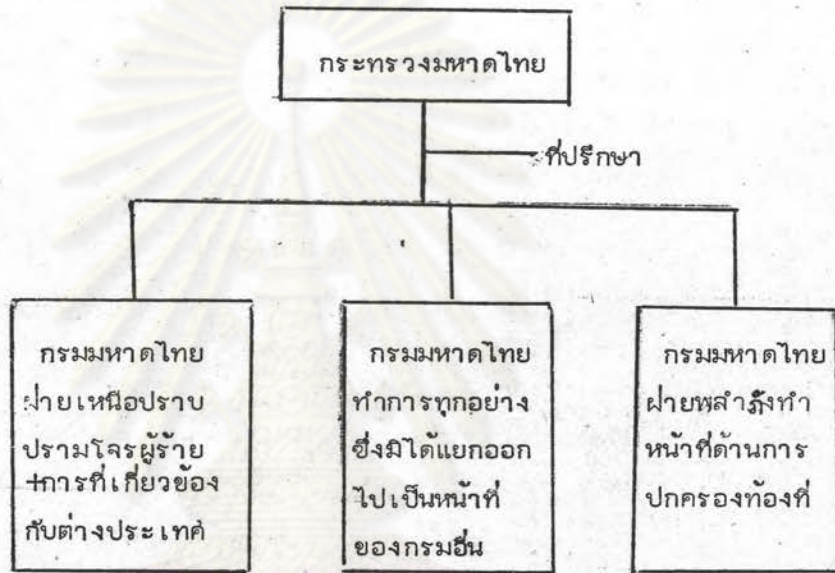 กระทรวงมหาดไทย
ที่ปรึกษา
กรมมหาดไทย
ฝ่ายเหนือปราบ
ปรามโจรผู้ร้าย
+การที่เกี่ยวข้อง
กับต่างประเทศ
กรมมหาดไทย
ทำการทุกอย่าง
ซึ่งมิได้แยกออก
ไปเป็นหน้าที่
ของกรมอื่น
กรมมหาดไทย
ฝ่ายพลำภังทำ
หน้าที่ด้านการ
ปกครองท้องที่